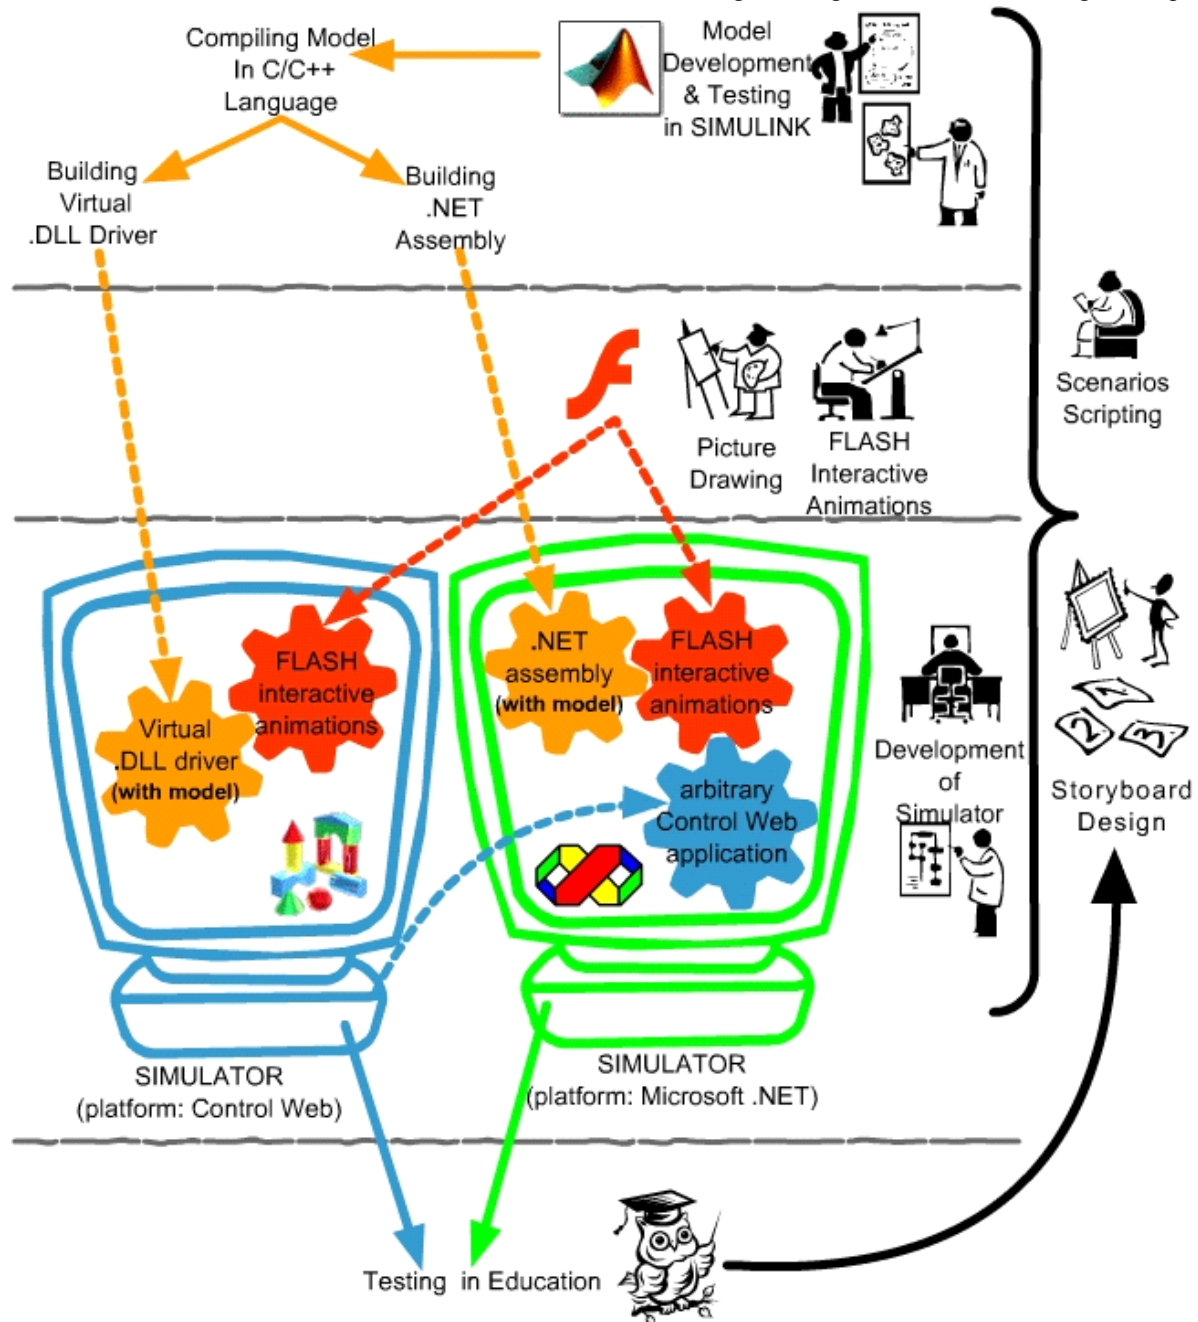 Compiling Model
In C/C++
Language
Model
Development
& Testing
in SIMULINK
Building
Virtual
.DLL Driver
Building
.NET
Assembly
Scenarios
Scripting
Picture
Drawing
FLASH
Interactive
Animations
FLASH
interactive
animations
Virtual
.DLL driver
(with model)
.NET
assembly
(with model)
FLASH
interactive
animations
arbitrary
Control Web
application
Development
of
Simulator
1
2
3
Storyboard
Design
SIMULATOR
(platform: Control Web)
SIMULATOR
(platform: Microsoft .NET)
Testing in Education